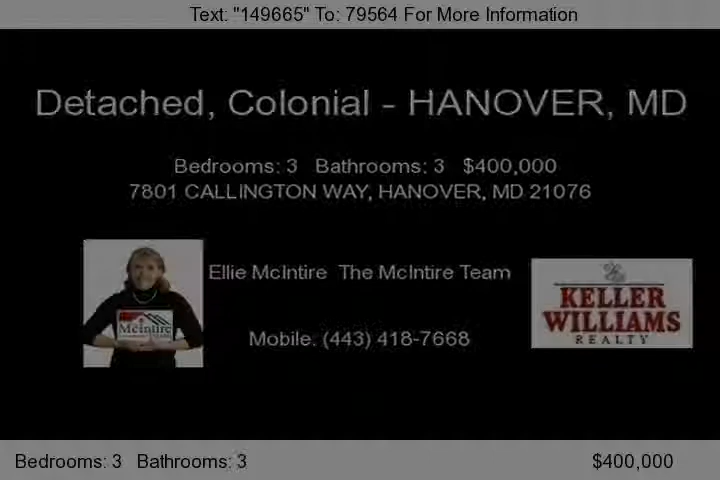 Text: "149665" To: 79564 For More Information
Detached, Colonial - HANOVER, MD
Bedrooms: 3 Bathrooms: 3 $400,000
7801 CALLINGTON WAY, HANOVER, MD 21076
Ellie McIntire The McIntire Team
McIntire
Mobile: (443) 418-7668
KELLER
WILLIAMS
REALTY
Bedrooms: 3 Bathrooms: 3 $400,000